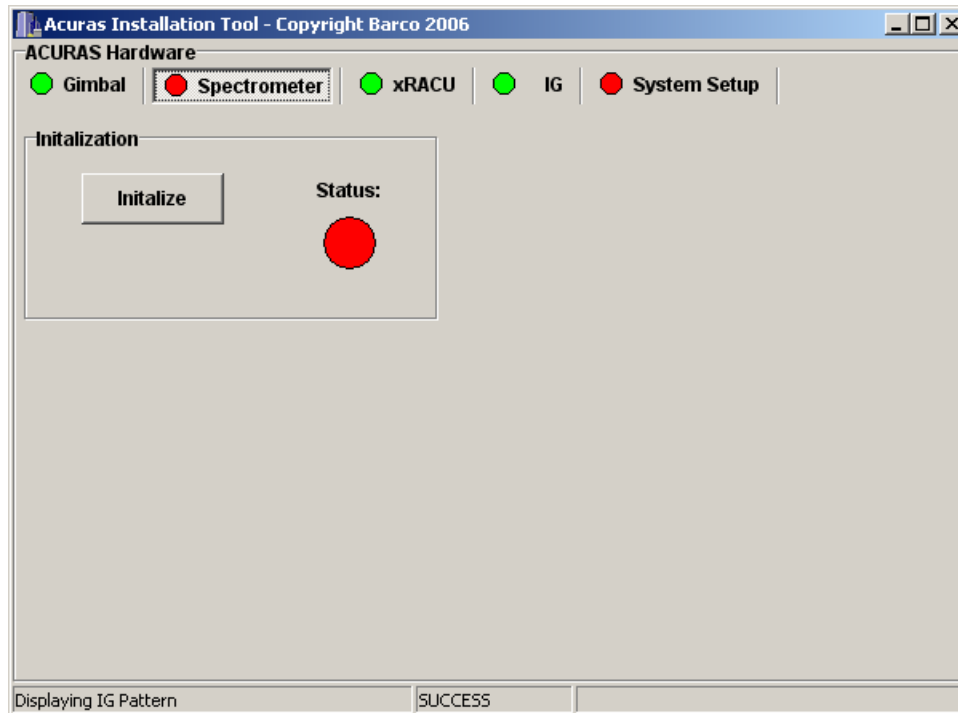 Acuras Installation Tool - Copyright Barco 2006
ACURAS Hardware
Gimbal Spectrometer xRACU IG System Setup
Initalization
Initalize
Status:
Displaying IG Pattern SUCCESS